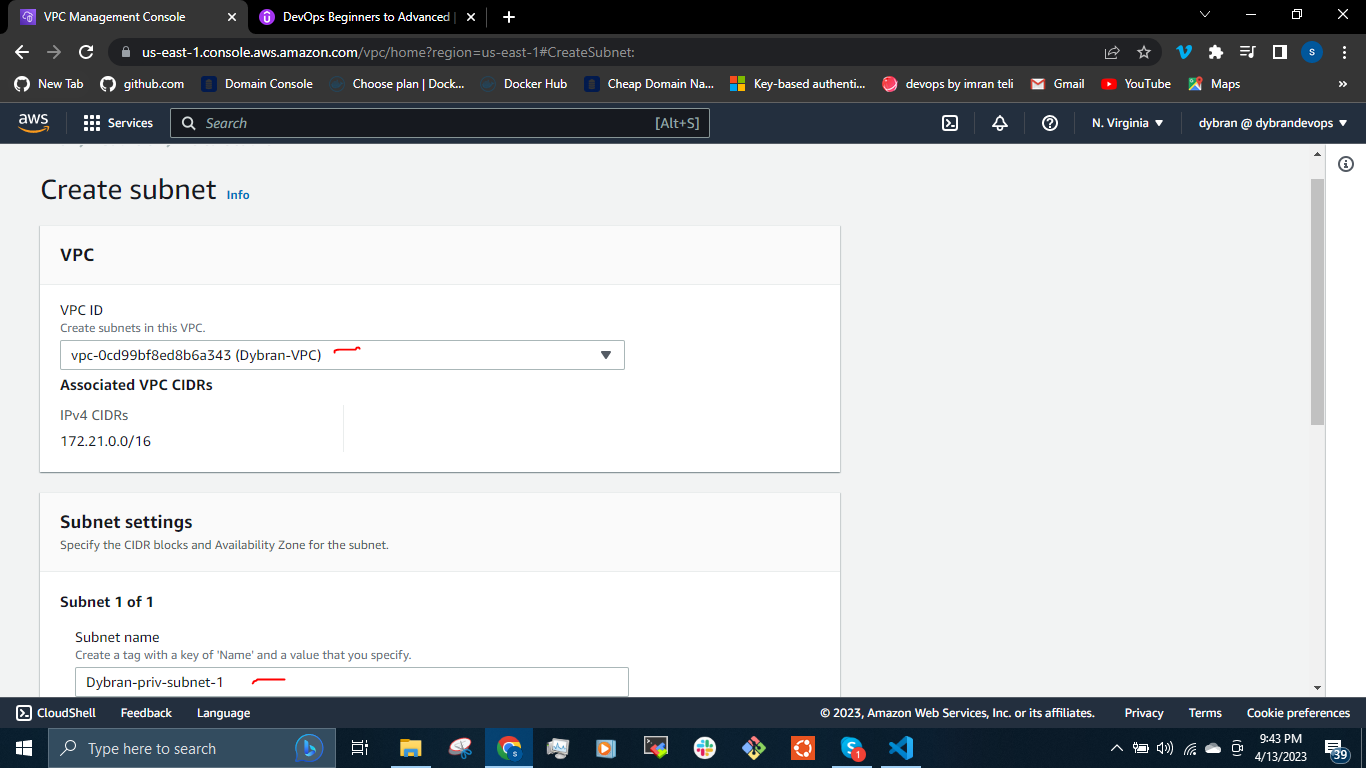 VPC Management Console
DevOps Beginners to Advanced |
us-east-1.console.aws.amazon.com/vpc/home?region=us-east-1#CreateSubnet:
S
New Tab
github.com
Domain Console
Choose plan | Dock...
Docker Hub
Cheap Domain Na...
Key-based authenti...
devops by imran teli
Gmail
YouTube
Maps
»
aws
Services
Search
[Alt+S]
N. Virginia
dybran @ dybrandevops
Create subnet Info
VPC
VPC ID
Create subnets in this VPC.
vpc-0cd99bf8ed8b6a343 (Dybran-VPC)
Associated VPC CIDRs
IPv4 CIDRs
172.21.0.0/16
Subnet settings
Specify the CIDR blocks and Availability Zone for the subnet.
Subnet 1 of 1
Subnet name
Create a tag with a key of 'Name' and a value that you specify.
Dybran-priv-subnet-1
CloudShell
Feedback
Language
© 2023, Amazon Web Services, Inc. or its affiliates.
Privacy
Terms
Cookie preferences
Type here to search
1
9:43 PM
4/13/2023
39